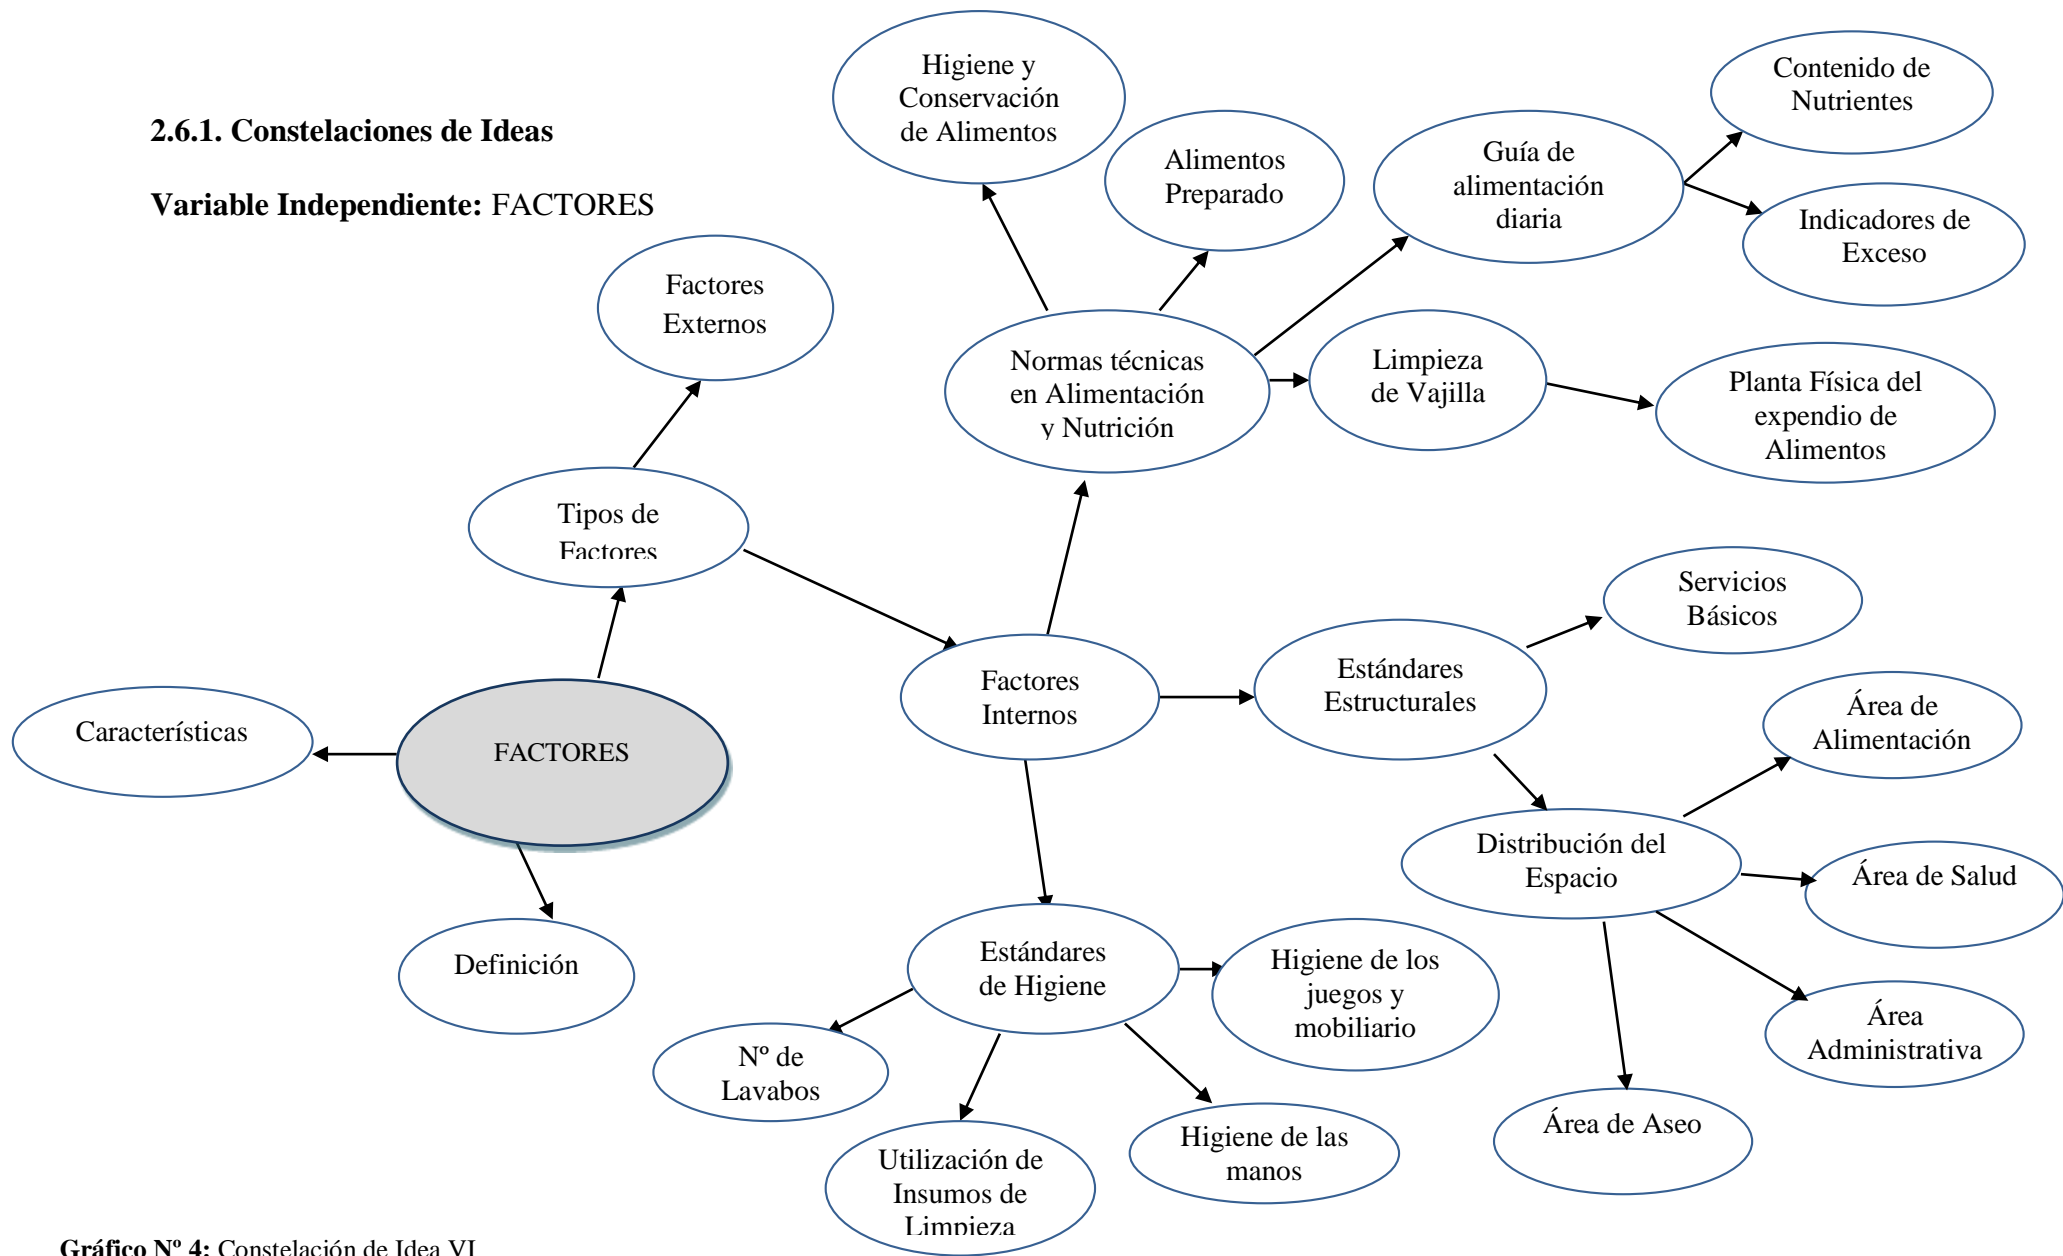 2.6.1. Constelaciones de Ideas
Variable Independiente: FACTORES
Higiene y
Conservación
de Alimentos
Alimentos
Preparado
Guía de
alimentación
diaria
Contenido de
Nutrientes
Indicadores de
Exceso
Factores
Externos
Normas técnicas
en Alimentación
y Nutrición
Limpieza
de Vajilla
Planta Física del
expendio de
Alimentos
Tipos de
Factores
Servicios
Básicos
Factores
Internos
Estándares
Estructurales
Área de
Alimentación
Características
FACTORES
Distribución del
Espacio
Área de Salud
Definición
Estándares
de Higiene
Higiene de los
juegos y
mobiliario
Área
Administrativa
Nº de
Lavabos
Utilización de
Insumos de
Limpieza
Higiene de las
manos
Área de Aseo
Gráfico Nº 4: Constelación de Idea VI